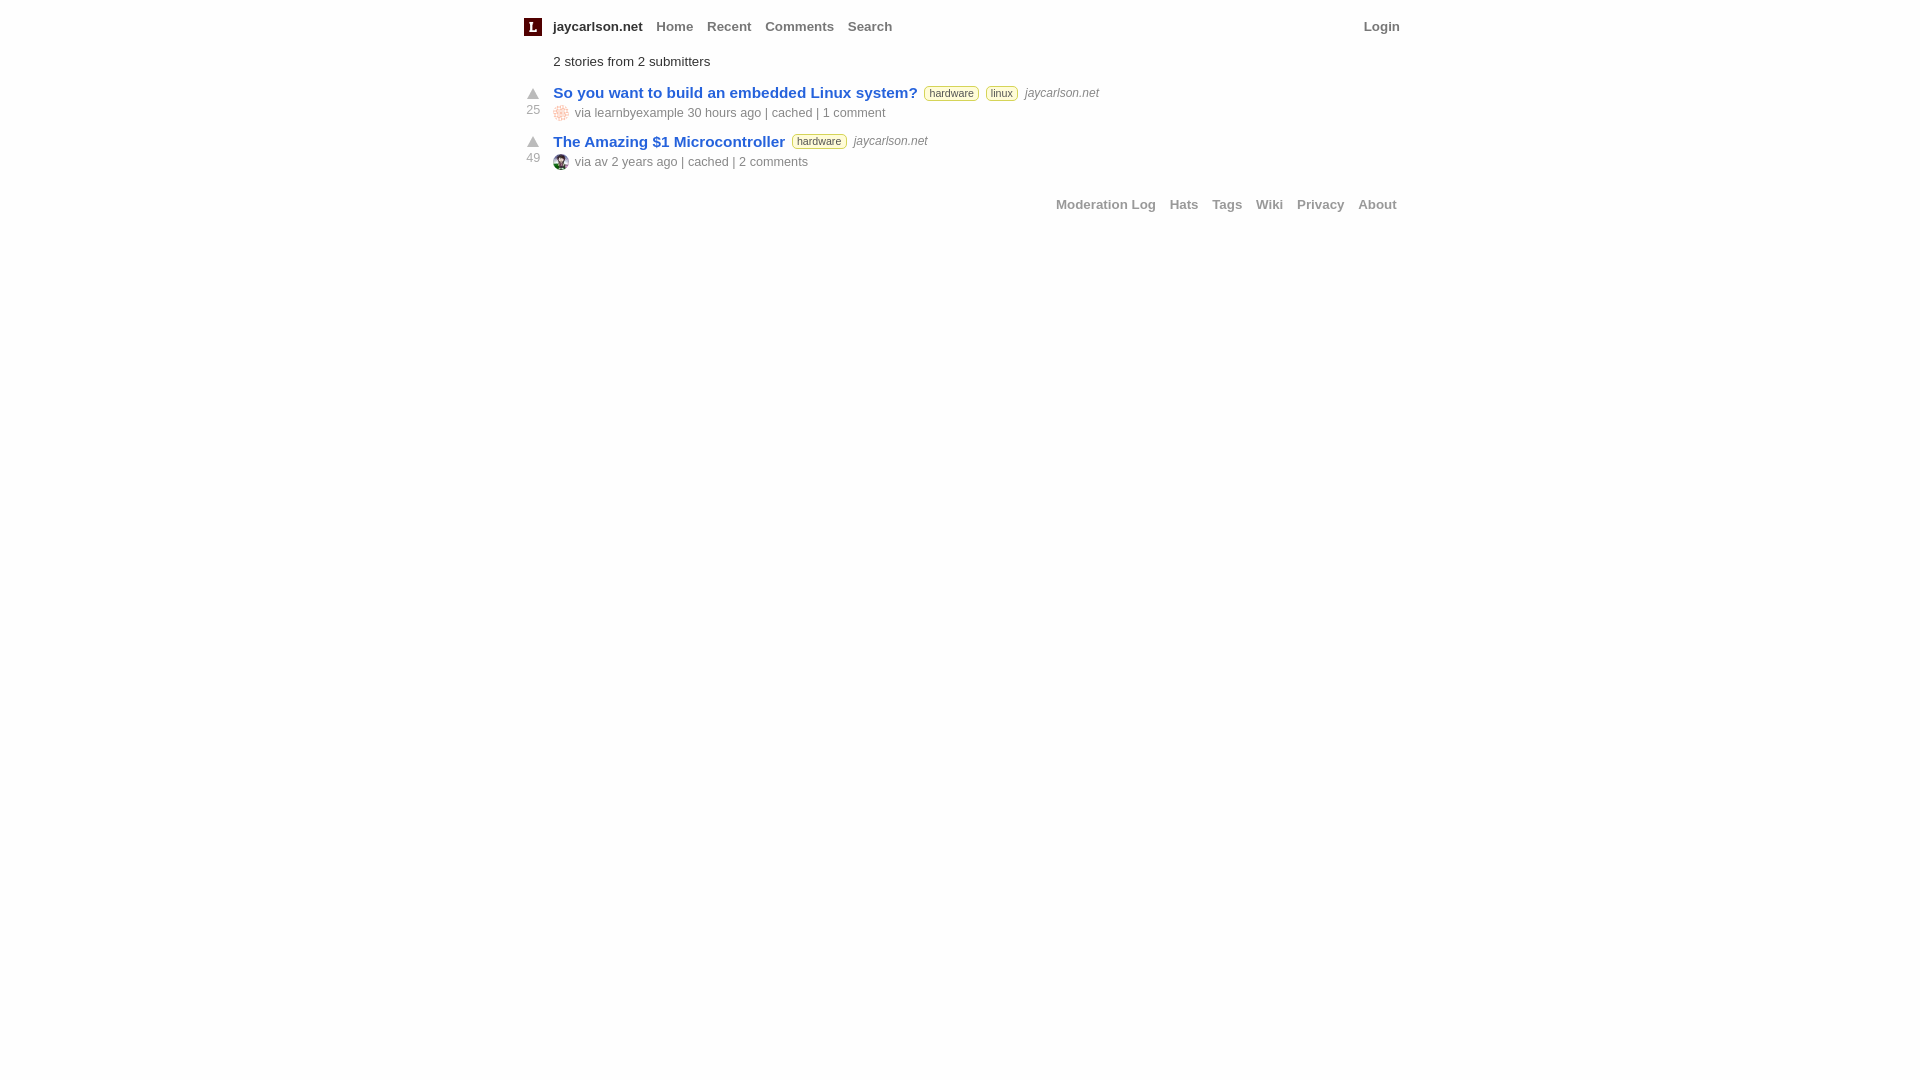 L jaycarlson.net Home Recent Comments Search Login
2 stories from 2 submitters
So you want to build an embedded Linux system? hardware linux jaycarlson.net
25 via learnbyexample 30 hours ago | cached | 1 comment
The Amazing $1 Microcontroller hardware jaycarlson.net
49 via av 2 years ago | cached | 2 comments
Moderation Log Hats Tags Wiki Privacy About